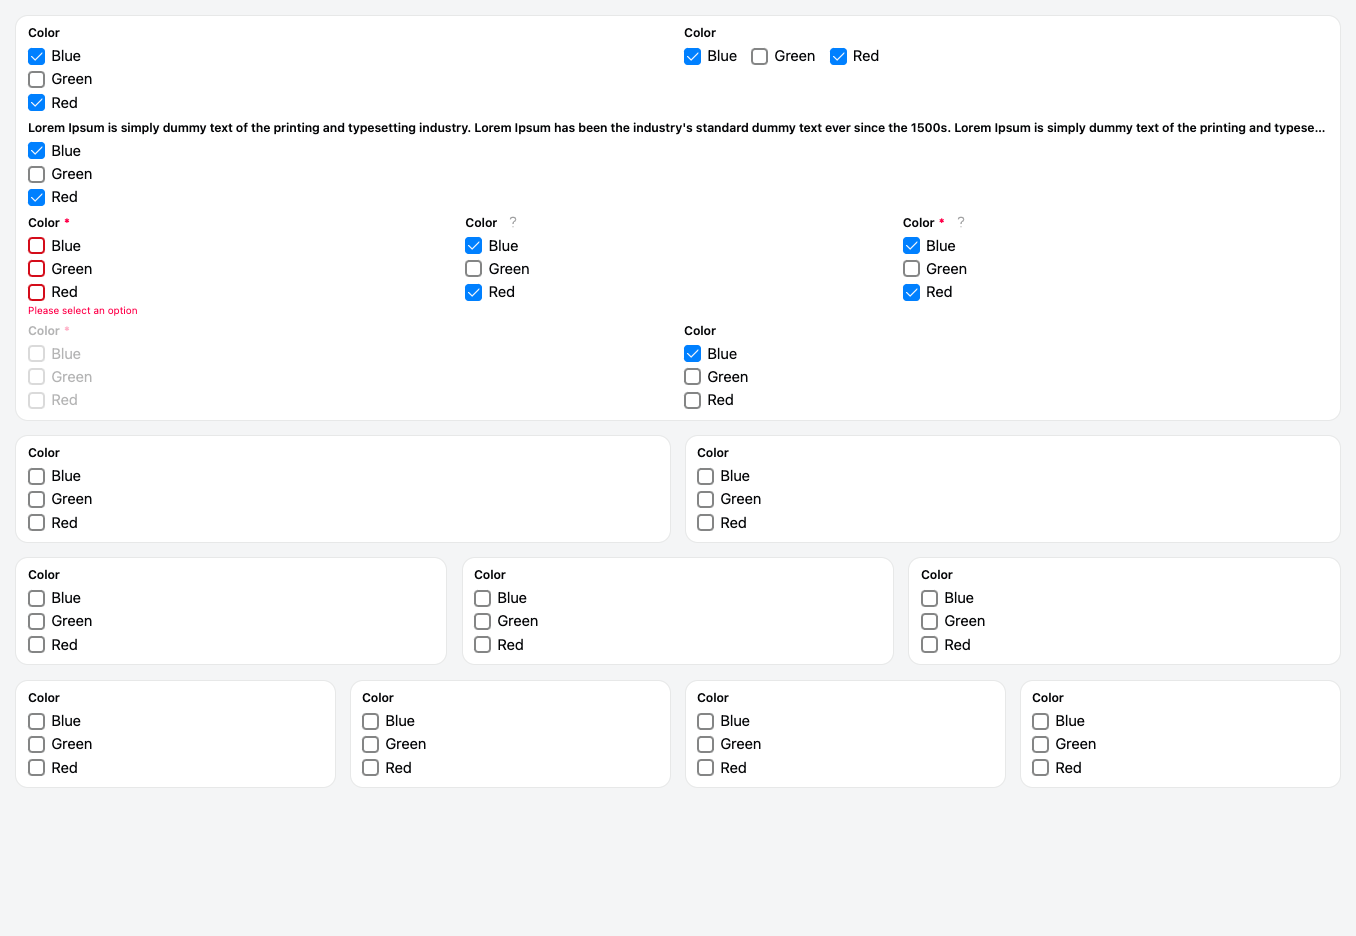 Color
Blue
Green
Red
Color
Blue Green Red
Lorem Ipsum is simply dummy text of the printing and typesetting industry. Lorem Ipsum has been the industry's standard dummy text ever since the 1500s. Lorem Ipsum is simply dummy text of the printing and typese...
Blue
Green
Red
Color *
Blue
Green
Red
Please select an option
Color ?
Blue
Green
Red
Color * ?
Blue
Green
Red
Color *
Blue
Green
Red
Color
Blue
Green
Red
Color
Blue
Green
Red
Color
Blue
Green
Red
Color
Blue
Green
Red
Color
Blue
Green
Red
Color
Blue
Green
Red
Color
Blue
Green
Red
Color
Blue
Green
Red
Color
Blue
Green
Red
Color
Blue
Green
Red